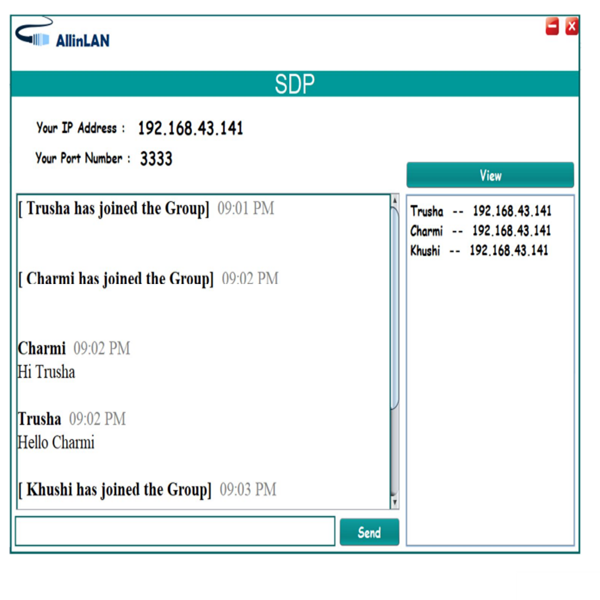 AllinLAN
SDP
Your IP Address : 192.168.43.141
Your Port Number : 3333
[ Trusha has joined the Group] 09:01 PM
[ Charmi has joined the Group] 09:02 PM
Charmi 09:02 PM
Hi Trusha
Trusha 09:02 PM
Hello Charmi
[ Khushi has joined the Group] 09:03 PM
Send
View
Trusha -- 192.168.43.141
Charmi -- 192.168.43.141
Khushi -- 192.168.43.141